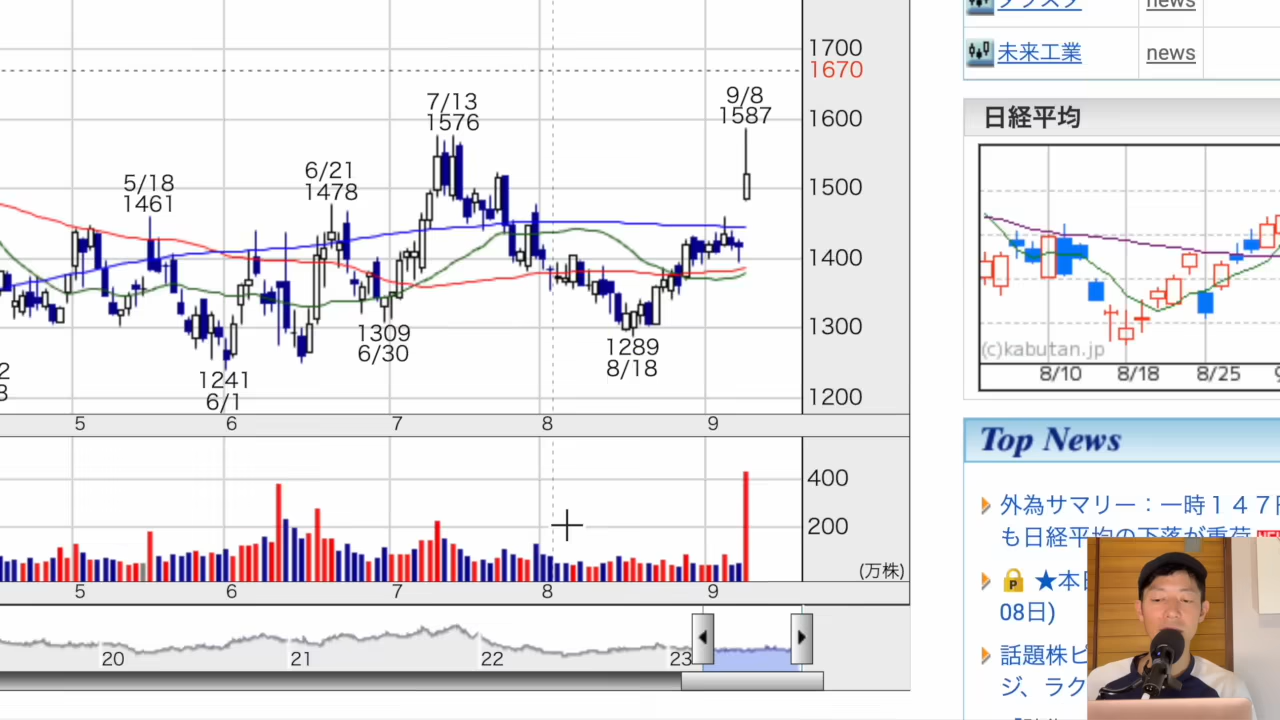 news
未来工業
news
1700
1670
1600
1500
1400
1300
1200
9/8
1587
7/13
1576
6/21
1478
5/18
1461
1309
6/30
1289
8/18
1241
6/1
5
6
7
8
9
400
200
(万株)
5
6
7
8
9
20
21
22
23
日経平均
(c)kabutan.jp
8/10
8/18
8/25
Top News
外為サマリー：一時１４７
も日経平均の下落が重荷
P
★本
08日)
話題株ピ
ジ、ラク